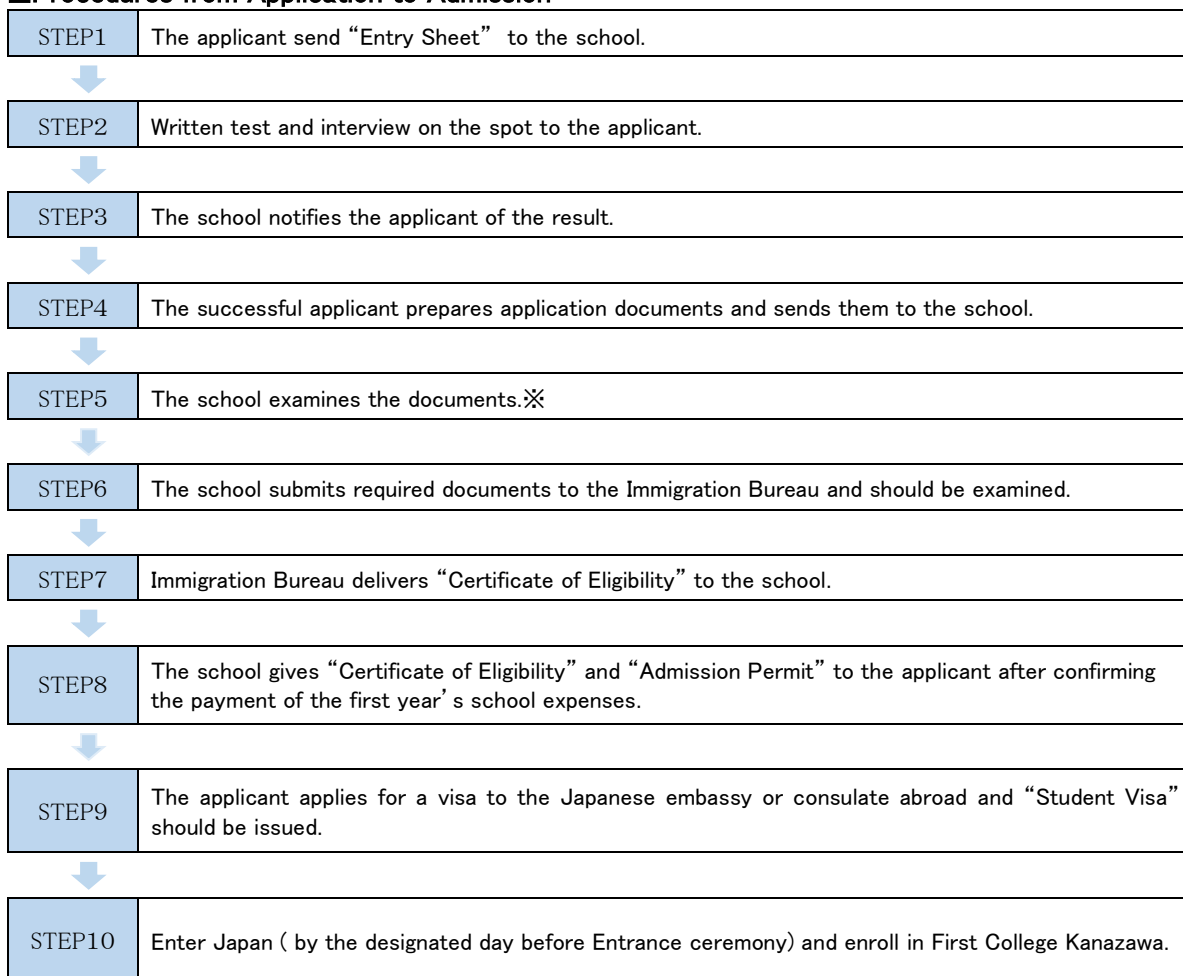 ■Procedures from Application to Admission
STEP1 The applicant send “Entry Sheet” to the school.
STEP2 Written test and interview on the spot to the applicant.
STEP3 The school notifies the applicant of the result.
STEP4 The successful applicant prepares application documents and sends them to the school.
STEP5 The school examines the documents.※
STEP6 The school submits required documents to the Immigration Bureau and should be examined.
STEP7 Immigration Bureau delivers “Certificate of Eligibility” to the school.
STEP8 The school gives “Certificate of Eligibility” and “Admission Permit” to the applicant after confirming
the payment of the first year’s school expenses.
STEP9 The applicant applies for a visa to the Japanese embassy or consulate abroad and “Student Visa”
should be issued.
STEP10 Enter Japan ( by the designated day before Entrance ceremony) and enroll in First College Kanazawa.